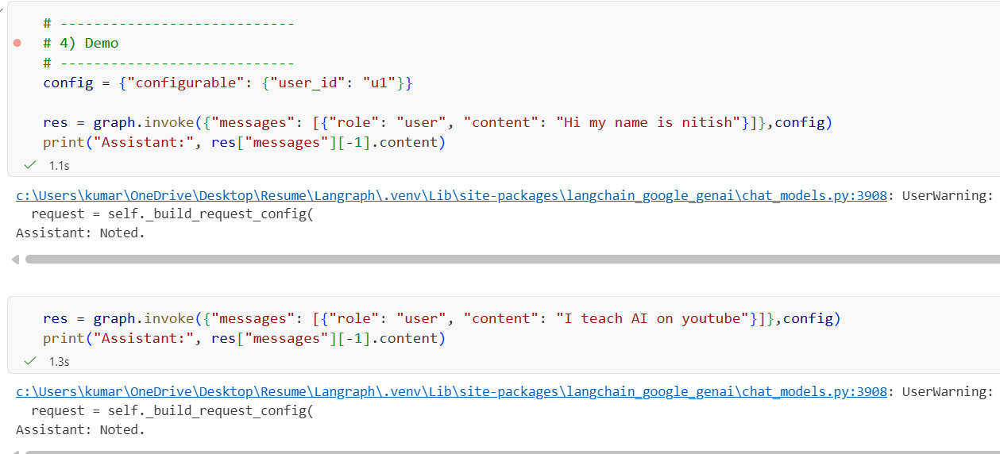 # ----------------------------
# 4) Demo
# ----------------------------
config = {"configurable": {"user_id": "u1"}}
res = graph.invoke({"messages": [{"role": "user", "content": "Hi my name is nitish"}]},config)
print("Assistant:", res["messages"][-1].content)
1.1s
c:\Users\kumar\OneDrive\Desktop\Resume\Langraph\.venv\Lib\site-packages\langchain_google_genai\chat_models.py:3908: UserWarning:
request = self._build_request_config(
Assistant: Noted.
res = graph.invoke({"messages": [{"role": "user", "content": "I teach AI on youtube"}]},config)
print("Assistant:", res["messages"][-1].content)
1.3s
c:\Users\kumar\OneDrive\Desktop\Resume\Langraph\.venv\Lib\site-packages\langchain_google_genai\chat_models.py:3908: UserWarning:
request = self._build_request_config(
Assistant: Noted.